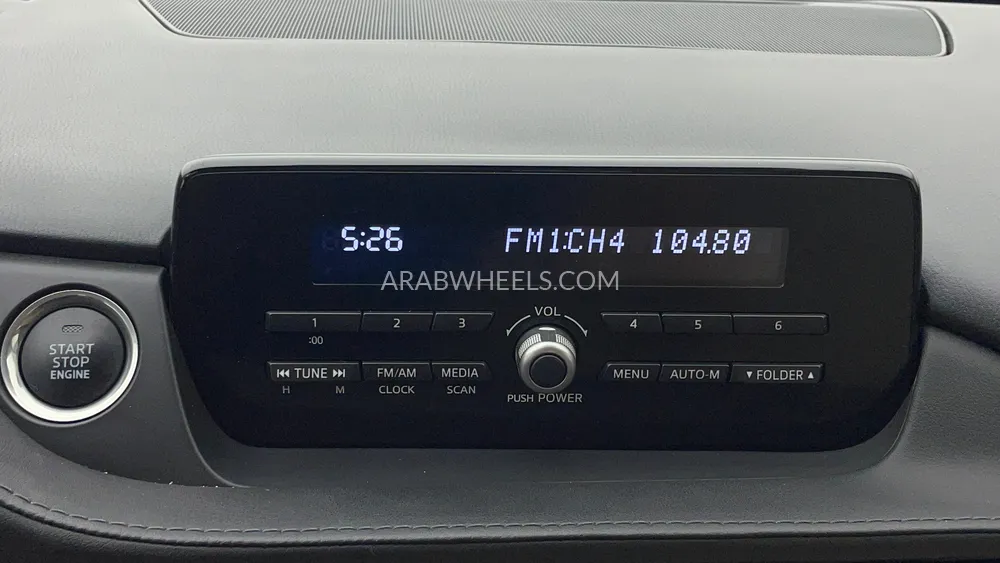 5:26 FM1:CH4 104.80
ARABWHEELS.COM
VOL
1 2 3 4 5 6
:00
START
STOP
ENGINE
⏮ TUNE ⏭ FM/AM MEDIA MENU AUTO-M ▼ FOLDER ▲
H M CLOCK SCAN
PUSH POWER